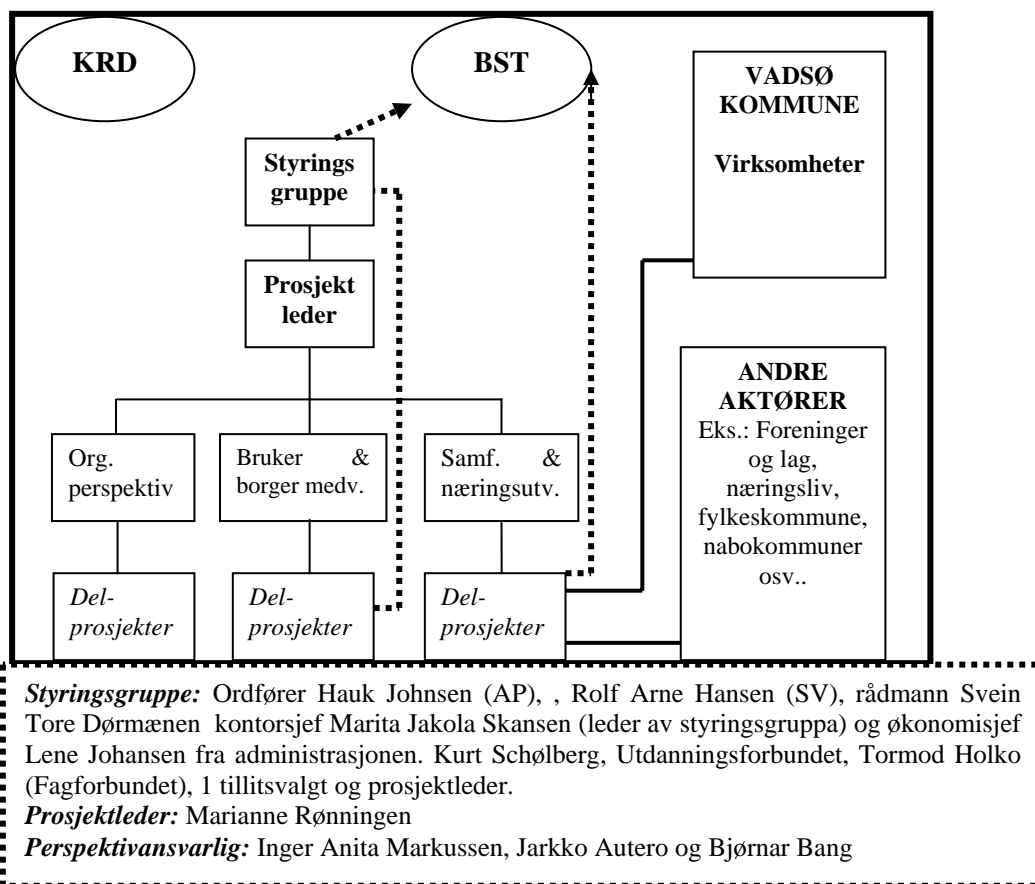 KRD
BST
VADSØ
KOMMUNE
Virksomheter
Styrings
gruppe
Prosjekt
leder
ANDRE
AKTØRER
Eks.: Foreninger
og lag,
næringsliv,
fylkeskommune,
nabokommuner
osv..
Org.
perspektiv
Bruker &
borger medv.
Samf. &
næringsutv.
Del-
prosjekter
Del-
prosjekter
Del-
prosjekter
Styringsgruppe: Ordfører Hauk Johnsen (AP), , Rolf Arne Hansen (SV), rådmann Svein
Tore Dørmænen kontorsjef Marita Jakola Skansen (leder av styringsgruppa) og økonomisjef
Lene Johansen fra administrasjonen. Kurt Schølberg, Utdanningsforbundet, Tormod Holko
(Fagforbundet), 1 tillitsvalgt og prosjektleder.
Prosjektleder: Marianne Rønningen
Perspektivansvarlig: Inger Anita Markussen, Jarkko Autero og Bjørnar Bang